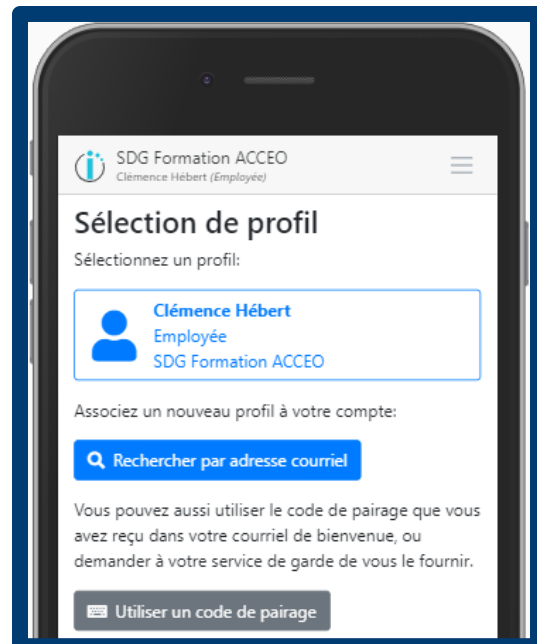 SDG Formation ACCEO
Clémence Hébert (Employée)
Sélection de profil
Sélectionnez un profil:
Clémence Hébert
Employée
SDG Formation ACCEO
Associez un nouveau profil à votre compte:
Rechercher par adresse courriel
Vous pouvez aussi utiliser le code de pairage que vous
avez reçu dans votre courriel de bienvenue, ou
demander à votre service de garde de vous le fournir.
Utiliser un code de pairage